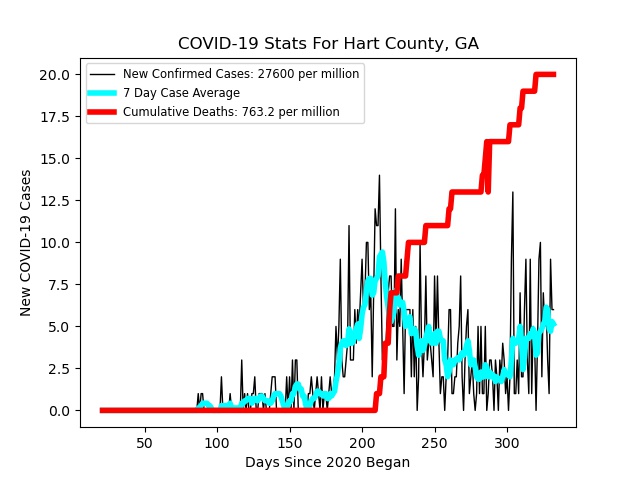 COVID-19 Stats For Hart County, GA
New Confirmed Cases: 27600 per million
7 Day Case Average
Cumulative Deaths: 763.2 per million
New COVID-19 Cases
20.0
17.5
15.0
12.5
10.0
7.5
5.0
2.5
0.0
50 100 150 200 250 300
Days Since 2020 Began